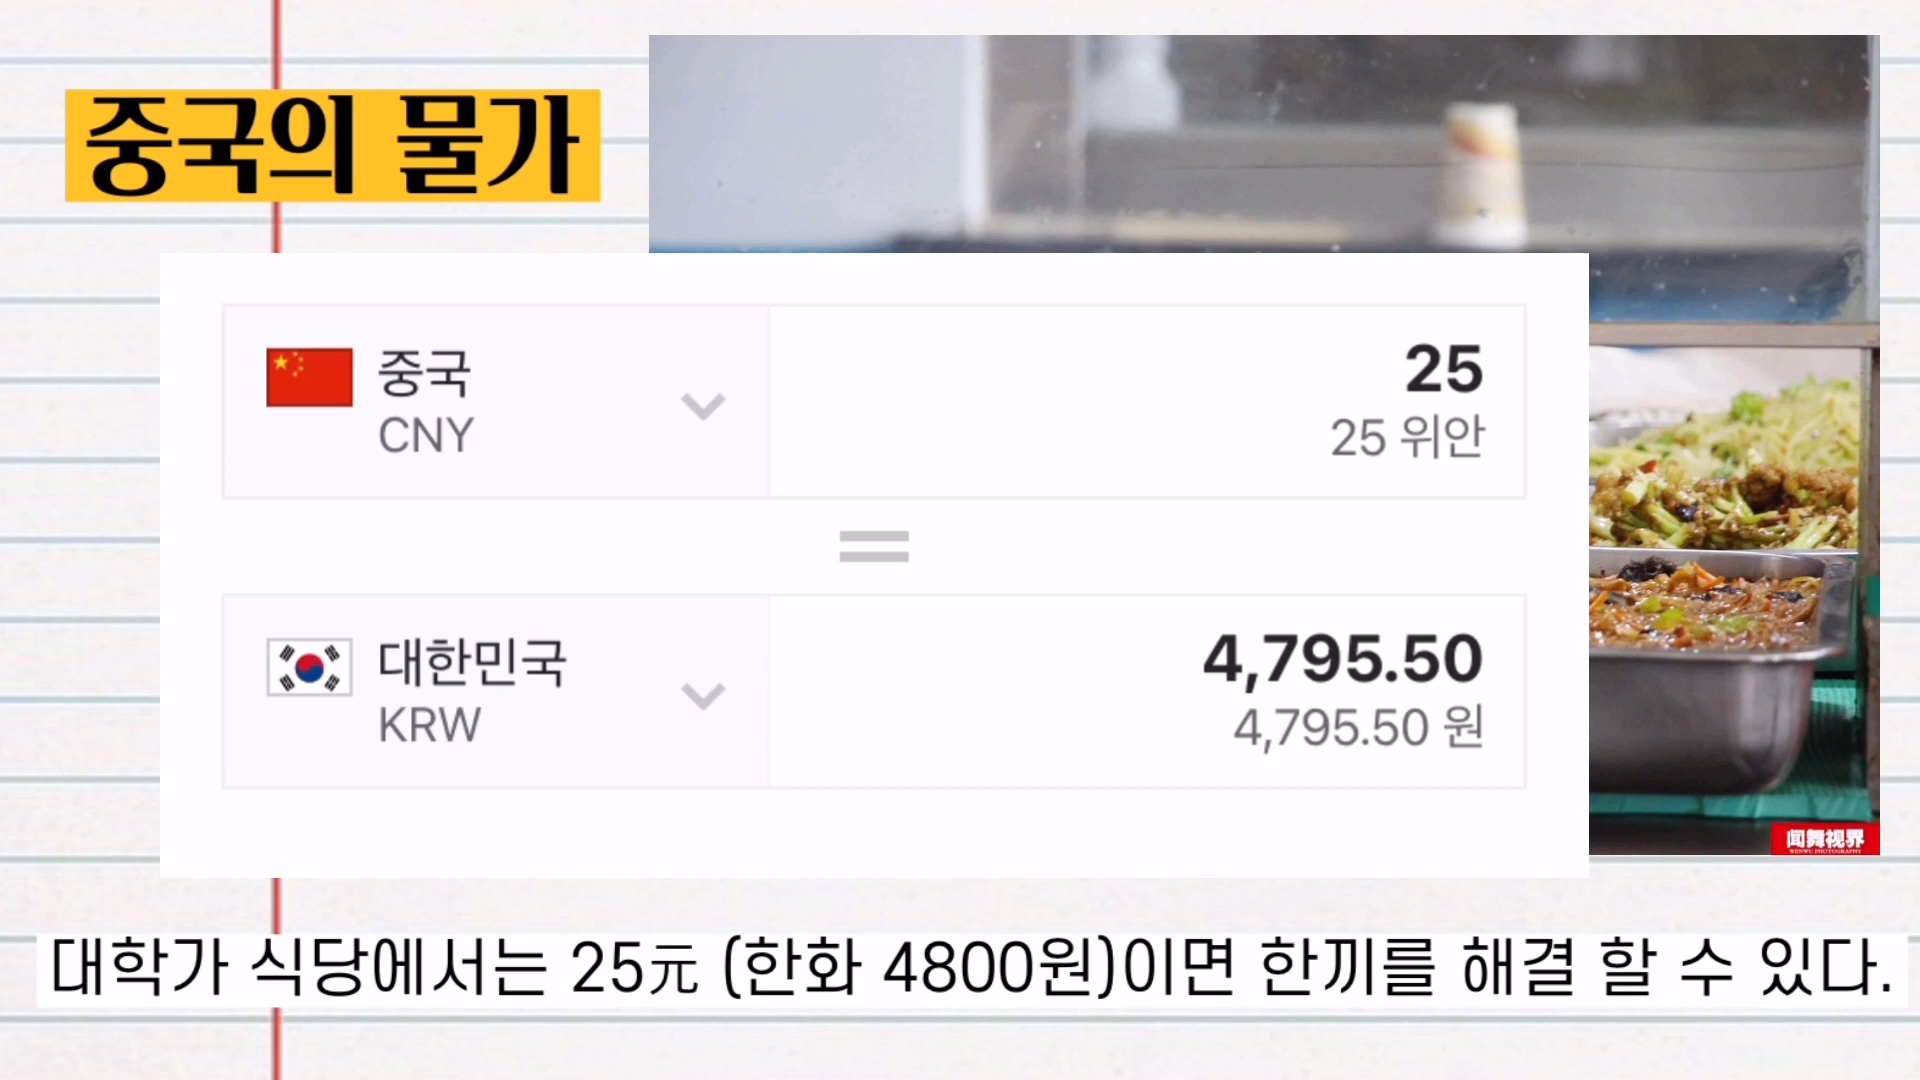 중국의 물가
중국
CNY
25
25 위안
대한민국
KRW
4,795.50
4,795.50 원
闻舞视界
WENWU PHOTOGRAPHY
대학가 식당에서는 25元 (한화 4800원)이면 한끼를 해결 할 수 있다.